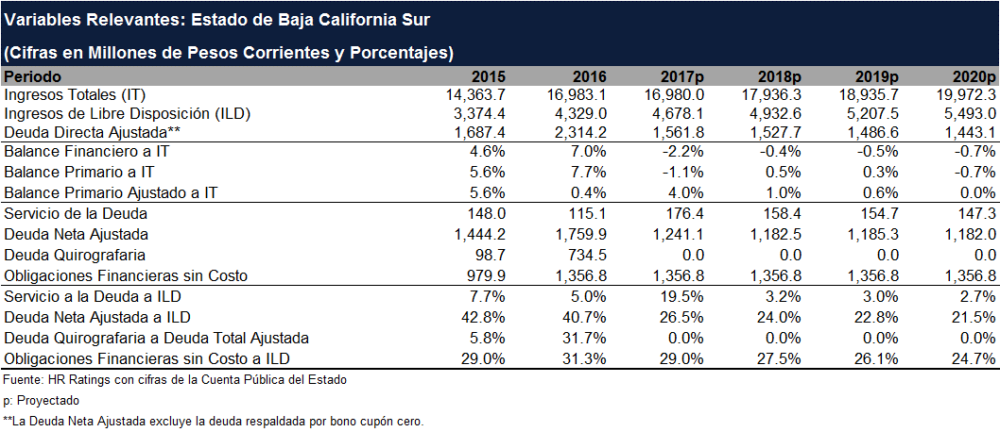 Variables Relevantes: Estado de Baja California Sur
(Cifras en Millones de Pesos Corrientes y Porcentajes)
Periodo 2015 2016 2017p 2018p 2019p 2020p
Ingresos Totales (IT) 14,363.7 16,983.1 16,980.0 17,936.3 18,935.7 19,972.3
Ingresos de Libre Disposición (ILD) 3,374.4 4,329.0 4,678.1 4,932.6 5,207.5 5,493.0
Deuda Directa Ajustada** 1,687.4 2,314.2 1,561.8 1,527.7 1,486.6 1,443.1
Balance Financiero a IT 4.6% 7.0% -2.2% -0.4% -0.5% -0.7%
Balance Primario a IT 5.6% 7.7% -1.1% 0.5% 0.3% -0.7%
Balance Primario Ajustado a IT 5.6% 0.4% 4.0% 1.0% 0.6% 0.0%
Servicio de la Deuda 148.0 115.1 176.4 158.4 154.7 147.3
Deuda Neta Ajustada 1,444.2 1,759.9 1,241.1 1,182.5 1,185.3 1,182.0
Deuda Quirografaria 98.7 734.5 0.0 0.0 0.0 0.0
Obligaciones Financieras sin Costo 979.9 1,356.8 1,356.8 1,356.8 1,356.8 1,356.8
Servicio a la Deuda a ILD 7.7% 5.0% 19.5% 3.2% 3.0% 2.7%
Deuda Neta Ajustada a ILD 42.8% 40.7% 26.5% 24.0% 22.8% 21.5%
Deuda Quirografaria a Deuda Total Ajustada 5.8% 31.7% 0.0% 0.0% 0.0% 0.0%
Obligaciones Financieras sin Costo a ILD 29.0% 31.3% 29.0% 27.5% 26.1% 24.7%
Fuente: HR Ratings con cifras de la Cuenta Pública del Estado
p: Proyectado
**La Deuda Neta Ajustada excluye la deuda respaldada por bono cupón cero.